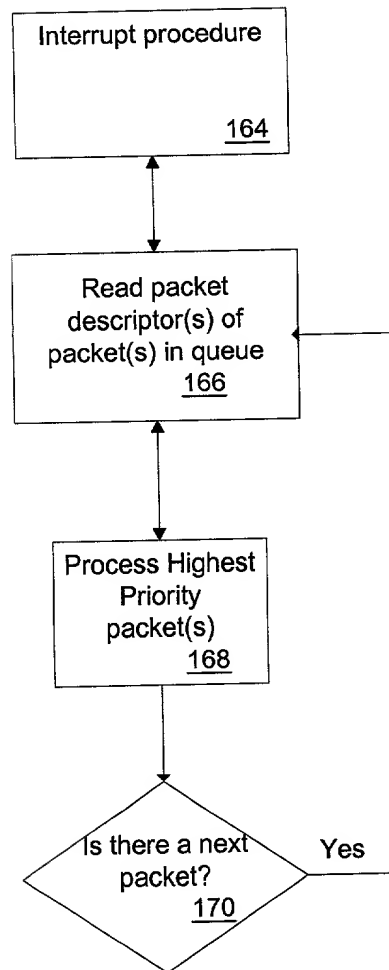 Interrupt procedure
164
Read packet
descriptor(s) of
packet(s) in queue
166
Process Highest
Priority
packet(s)
168
Is there a next
packet?
170
Yes